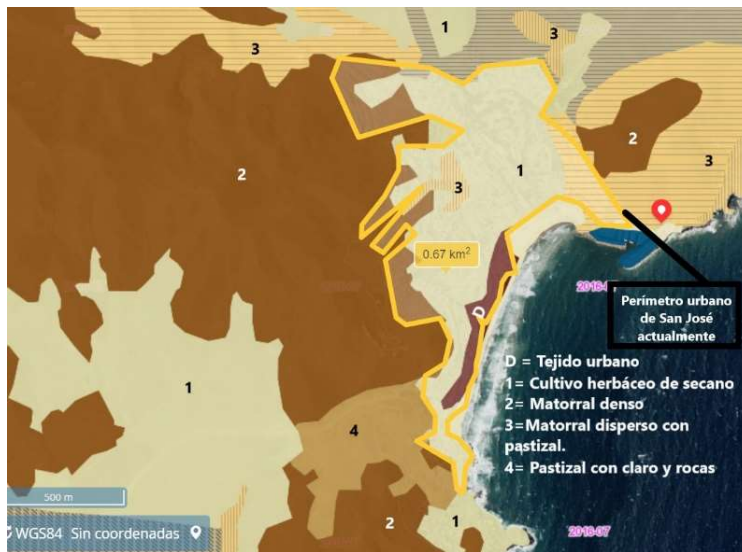 1
3
3
2
2
3
1
3
0.67 km²
2016-
Perímetro urbano
de San José
actualmente
D
D = Tejido urbano
1= Cultivo herbáceo de secano
2= Matorral denso
3=Matorral disperso con
pastizal.
4= Pastizal con claro y rocas
1
4
500 m
WGS84 Sin coordenadas
2
1
2016-07